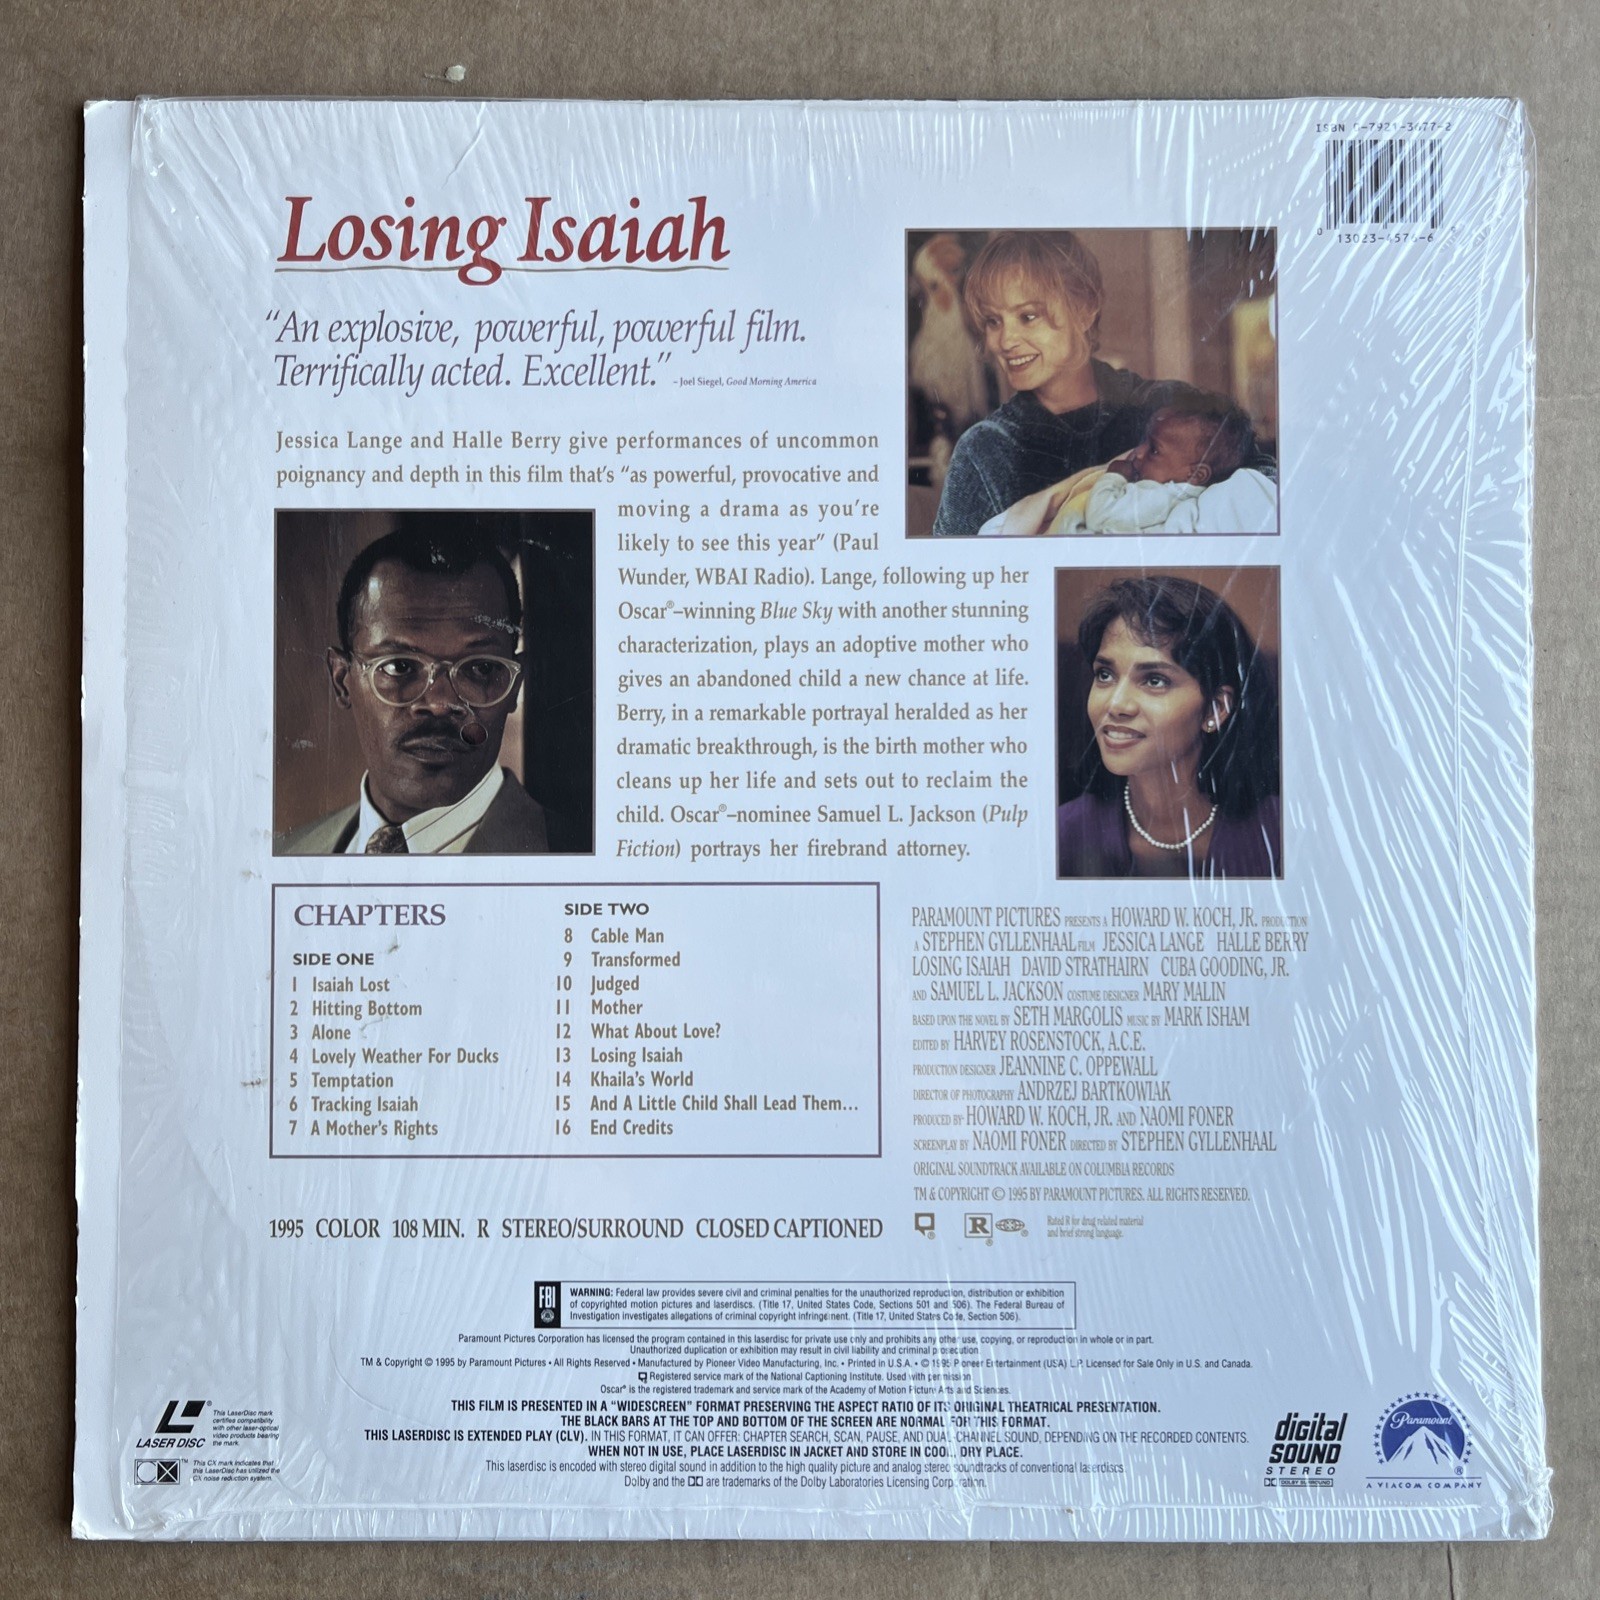 ISBN 0-7921-3677-2
13023-4576-6
Losing Isaiah
“An explosive, powerful, powerful film.
Terrifically acted. Excellent.” – Joel Siegel, Good Morning America
Jessica Lange and Halle Berry give performances of uncommon
poignancy and depth in this film that's “as powerful, provocative and
moving a drama as you're
likely to see this year” (Paul
Wunder, WBAI Radio). Lange, following up her
Oscar®–winning Blue Sky with another stunning
characterization, plays an adoptive mother who
gives an abandoned child a new chance at life.
Berry, in a remarkable portrayal heralded as her
dramatic breakthrough, is the birth mother who
cleans up her life and sets out to reclaim the
child. Oscar®–nominee Samuel L. Jackson (Pulp
Fiction) portrays her firebrand attorney.
CHAPTERS
SIDE ONE
1 Isaiah Lost
2 Hitting Bottom
3 Alone
4 Lovely Weather For Ducks
5 Temptation
6 Tracking Isaiah
7 A Mother's Rights
SIDE TWO
8 Cable Man
9 Transformed
10 Judged
11 Mother
12 What About Love?
13 Losing Isaiah
14 Khaila's World
15 And A Little Child Shall Lead Them...
16 End Credits
PARAMOUNT PICTURES PRESENTS A HOWARD W. KOCH, JR. PRODUCTION
A STEPHEN GYLLENHAAL FILM JESSICA LANGE HALLE BERRY
LOSING ISAIAH DAVID STRATHAIRN CUBA GOODING, JR.
AND SAMUEL L. JACKSON COSTUME DESIGNER MARY MALIN
BASED UPON THE NOVEL BY SETH MARGOLIS MUSIC BY MARK ISHAM
EDITED BY HARVEY ROSENSTOCK, A.C.E.
PRODUCTION DESIGNER JEANNINE C. OPPEWALL
DIRECTOR OF PHOTOGRAPHY ANDRZEJ BARTKOWIAK
PRODUCED BY HOWARD W. KOCH, JR. AND NAOMI FONER
SCREENPLAY BY NAOMI FONER DIRECTED BY STEPHEN GYLLENHAAL
ORIGINAL SOUNDTRACK AVAILABLE ON COLUMBIA RECORDS
TM & COPYRIGHT © 1995 BY PARAMOUNT PICTURES. ALL RIGHTS RESERVED.
1995 COLOR 108 MIN. R STEREO/SURROUND CLOSED CAPTIONED
R
Rated R for drug related material
and brief strong language.
FBI
WARNING: Federal law provides severe civil and criminal penalties for the unauthorized reproduction, distribution or exhibition
of copyrighted motion pictures and laserdiscs. (Title 17, United States Code, Sections 501 and 506). The Federal Bureau of
Investigation investigates allegations of criminal copyright infringement. (Title 17, United States Code, Section 506).
Paramount Pictures Corporation has licensed the program contained in this laserdisc for private use only and prohibits any other use, copying, or reproduction in whole or in part.
Unauthorized duplication or exhibition may result in civil liability and criminal prosecution.
TM & Copyright © 1995 by Paramount Pictures • All Rights Reserved • Manufactured by Pioneer Video Manufacturing, Inc. • Printed in U.S.A. • © 1995 Pioneer Entertainment (USA) L.P. Licensed for Sale Only in U.S. and Canada.
Registered service mark of the National Captioning Institute. Used with permission
Oscar® is the registered trademark and service mark of the Academy of Motion Picture Arts and Sciences.
THIS FILM IS PRESENTED IN A “WIDESCREEN” FORMAT PRESERVING THE ASPECT RATIO OF ITS ORIGINAL THEATRICAL PRESENTATION.
THE BLACK BARS AT THE TOP AND BOTTOM OF THE SCREEN ARE NORMAL FOR THIS FORMAT.
THIS LASERDISC IS EXTENDED PLAY (CLV). IN THIS FORMAT, IT CAN OFFER: CHAPTER SEARCH, SCAN, PAUSE, AND DUAL-CHANNEL SOUND, DEPENDING ON THE RECORDED CONTENTS.
WHEN NOT IN USE, PLACE LASERDISC IN JACKET AND STORE IN COOL, DRY PLACE.
This laserdisc is encoded with stereo digital sound in addition to the high quality picture and analog stereo soundtracks of conventional laserdiscs.
Dolby and the are trademarks of the Dolby Laboratories Licensing Corporation.
LASER DISC
This LaserDisc mark
certifies compatibility
with other laser-optical
video products bearing
the mark.
This CX mark indicates that
this LaserDisc has utilized the
CX noise reduction system.
digital
SOUND
STEREO
DOLBY SURROUND
Paramount
A VIACOM COMPANY